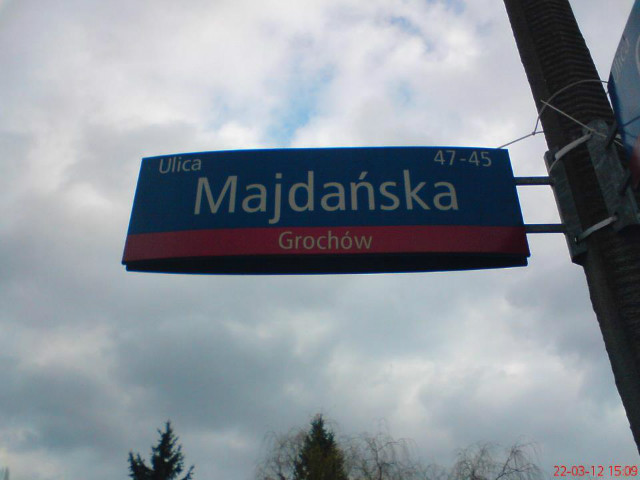 Ulica 47-45
Majdańska
Grochów
22-03-12 15:09